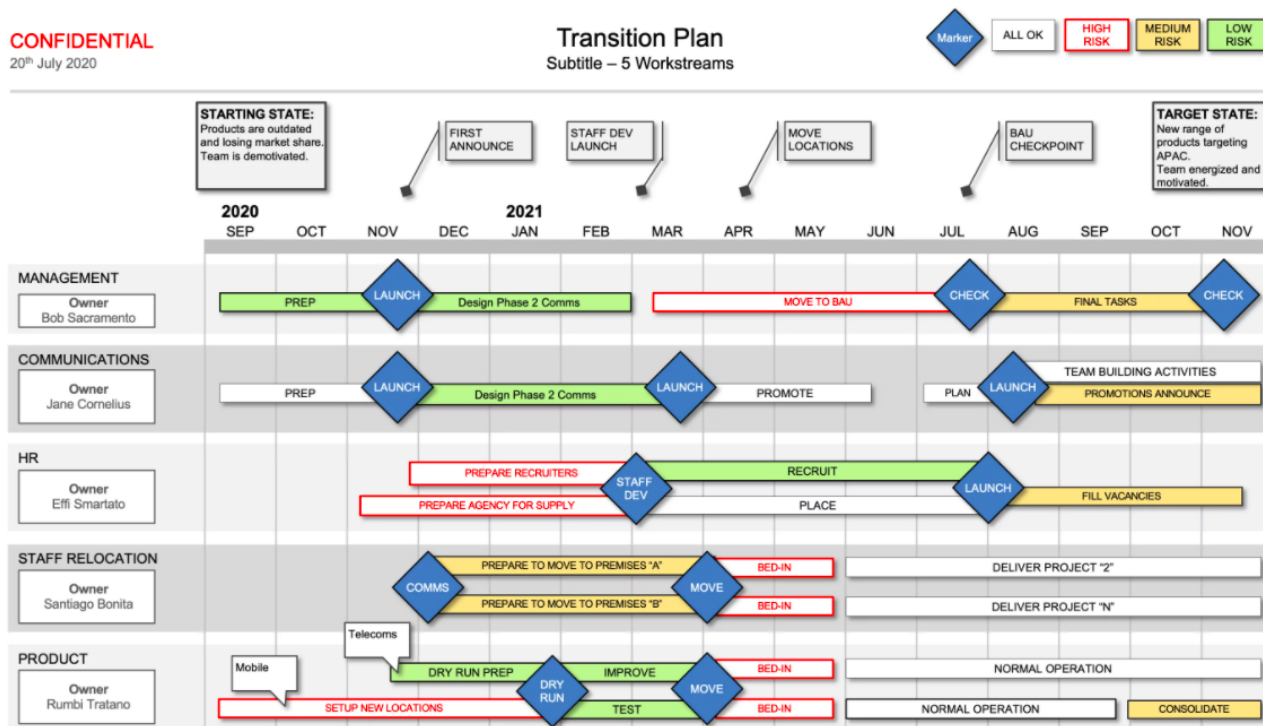 CONFIDENTIAL
20th July 2020
Transition Plan
Subtitle – 5 Workstreams
Marker
ALL OK
HIGH
RISK
MEDIUM
RISK
LOW
RISK
STARTING STATE:
Products are outdated
and losing market share.
Team is demotivated.
FIRST
ANNOUNCE
STAFF DEV
LAUNCH
MOVE
LOCATIONS
BAU
CHECKPOINT
TARGET STATE:
New range of
products targeting
APAC.
Team energized and
motivated.
2020
2021
SEP OCT NOV DEC JAN FEB MAR APR MAY JUN JUL AUG SEP OCT NOV
MANAGEMENT
Owner
Bob Sacramento
PREP
LAUNCH
Design Phase 2 Comms
MOVE TO BAU
CHECK
FINAL TASKS
CHECK
COMMUNICATIONS
Owner
Jane Cornelius
PREP
LAUNCH
Design Phase 2 Comms
LAUNCH
PROMOTE
PLAN
LAUNCH
TEAM BUILDING ACTIVITIES
PROMOTIONS ANNOUNCE
HR
Owner
Effi Smartato
PREPARE RECRUITERS
PREPARE AGENCY FOR SUPPLY
STAFF
DEV
RECRUIT
PLACE
LAUNCH
FILL VACANCIES
STAFF RELOCATION
Owner
Santiago Bonita
COMMS
PREPARE TO MOVE TO PREMISES “A”
PREPARE TO MOVE TO PREMISES “B”
MOVE
BED-IN
BED-IN
DELIVER PROJECT “2”
DELIVER PROJECT “N”
PRODUCT
Owner
Rumbi Tratano
Mobile
Telecoms
DRY RUN PREP
SETUP NEW LOCATIONS
DRY
RUN
IMPROVE
TEST
MOVE
BED-IN
BED-IN
NORMAL OPERATION
NORMAL OPERATION
CONSOLIDATE